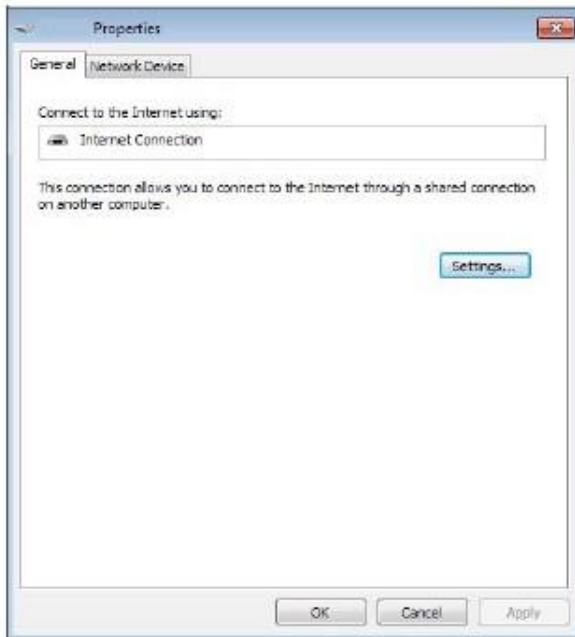 Properties
General
Network Device
Connect to the Internet using:
Internet Connection
This connection allows you to connect to the Internet through a shared connection
on another computer.
Settings...
OK
Cancel
Apply